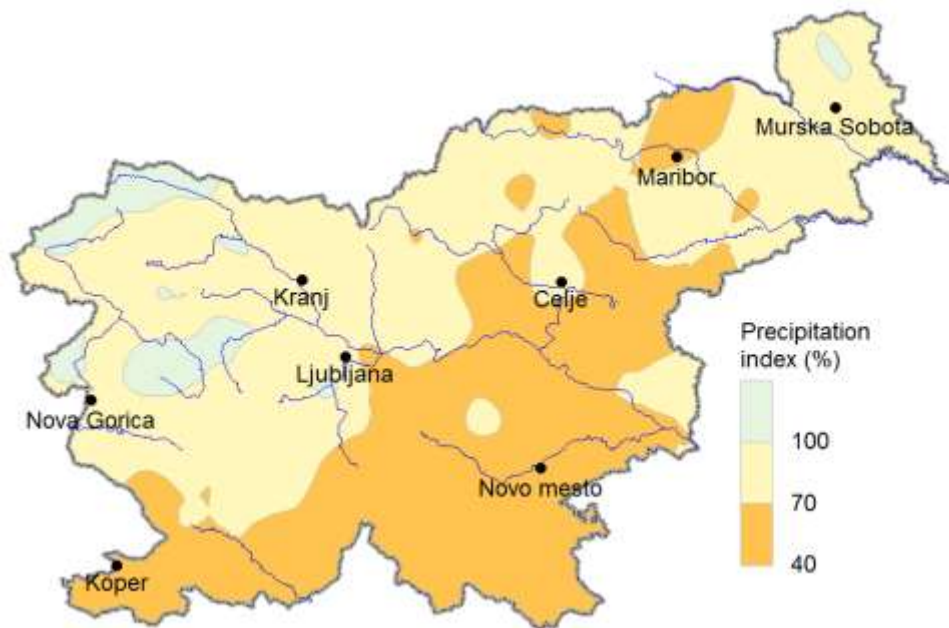 Murska Sobota
Maribor
Kranj
Celje
Ljubljana
Nova Gorica
Novo mesto
Koper
Precipitation
index (%)
100
70
40